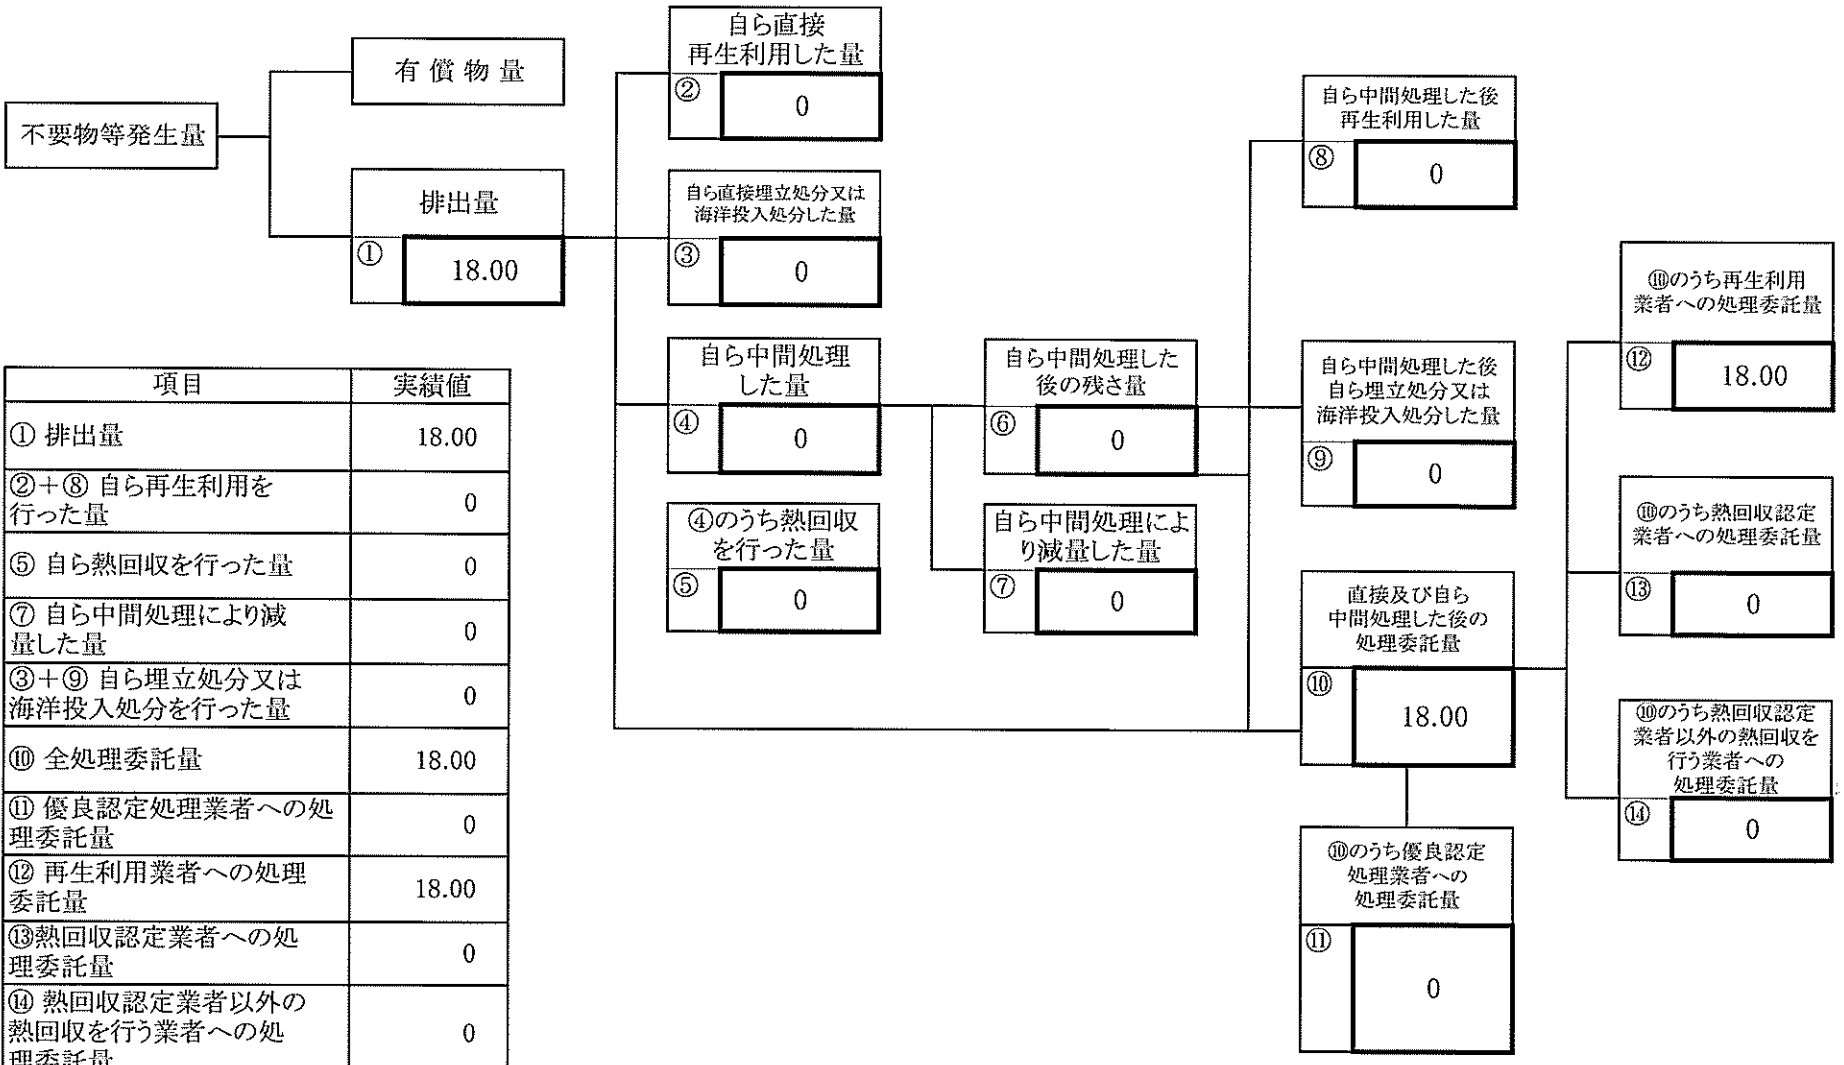 不要物等発生量
有償物量
排出量
①
18.00
自ら直接
再生利用した量
②
0
自ら直接埋立処分又は
海洋投入処分した量
③
0
自ら中間処理
した量
④
0
④のうち熱回収
を行った量
⑤
0
自ら中間処理した
後の残さ量
⑥
0
自ら中間処理によ
り減量した量
⑦
0
自ら中間処理した後
再生利用した量
⑧
0
自ら中間処理した後
自ら埋立処分又は
海洋投入処分した量
⑨
0
直接及び自ら
中間処理した後の
処理委託量
⑩
18.00
⑩のうち優良認定
処理業者への
処理委託量
⑪
0
⑩のうち再生利用
業者への処理委託量
⑫
18.00
⑩のうち熱回収認定
業者への処理委託量
⑬
0
⑩のうち熱回収認定
業者以外の熱回収を
行う業者への
処理委託量
⑭
0
項目 実績値
① 排出量 18.00
②+⑧ 自ら再生利用を
行った量 0
⑤ 自ら熱回収を行った量 0
⑦ 自ら中間処理により減
量した量 0
③+⑨ 自ら埋立処分又は
海洋投入処分を行った量 0
⑩ 全処理委託量 18.00
⑪ 優良認定処理業者への処
理委託量 0
⑫ 再生利用業者への処理
委託量 18.00
⑬熱回収認定業者への処
理委託量 0
⑭ 熱回収認定業者以外の
熱回収を行う業者への処
理委託量 0